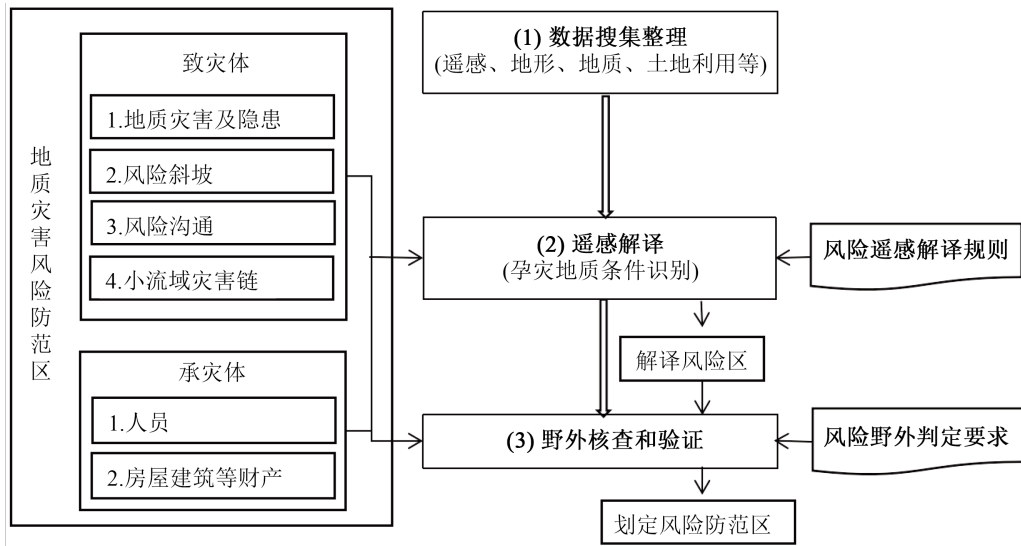 地质灾害风险防范区
致灾体
1.地质灾害及隐患
2.风险斜坡
3.风险沟通
4.小流域灾害链
承灾体
1.人员
2.房屋建筑等财产
(1) 数据搜集整理
(遥感、地形、地质、土地利用等)
(2) 遥感解译
(孕灾地质条件识别)
风险遥感解译规则
解译风险区
(3) 野外核查和验证
风险野外判定要求
划定风险防范区